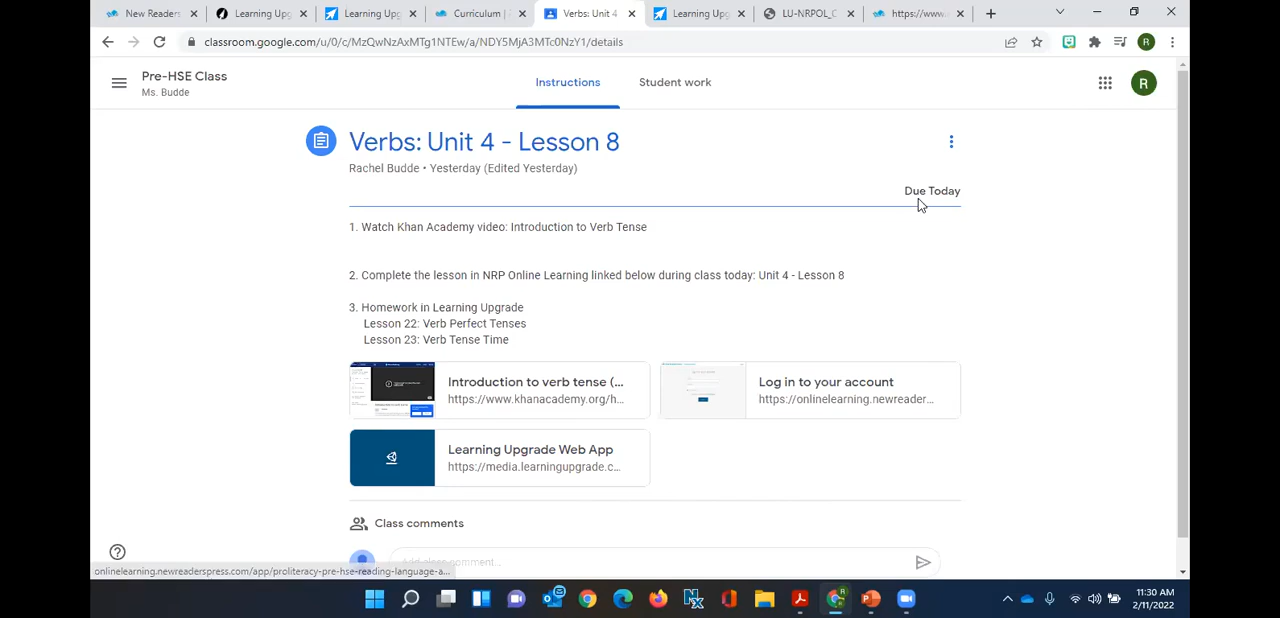 New Readers
Learning Upg
Learning Upg
Curriculum |
Verbs: Unit 4
Learning Upg
LU-NRPOL_C
https://www.
classroom.google.com/u/0/c/MzQwNzAxMTg1NTEw/a/NDY5MjA3MTc0NzY1/details
R
Pre-HSE Class
Ms. Budde
Instructions
Student work
R
Verbs: Unit 4 - Lesson 8
Rachel Budde • Yesterday (Edited Yesterday)
Due Today
1. Watch Khan Academy video: Introduction to Verb Tense
2. Complete the lesson in NRP Online Learning linked below during class today: Unit 4 - Lesson 8
3. Homework in Learning Upgrade
Lesson 22: Verb Perfect Tenses
Lesson 23: Verb Tense Time
Introduction to verb tense (...
https://www.khanacademy.org/h...
Log in to your account
https://onlinelearning.newreader...
Learning Upgrade Web App
https://media.learningupgrade.c...
Class comments
Add class comment...
onlinelearning.newreaderspress.com/app/proliteracy-pre-hse-reading-language-a...
11:30 AM
2/11/2022